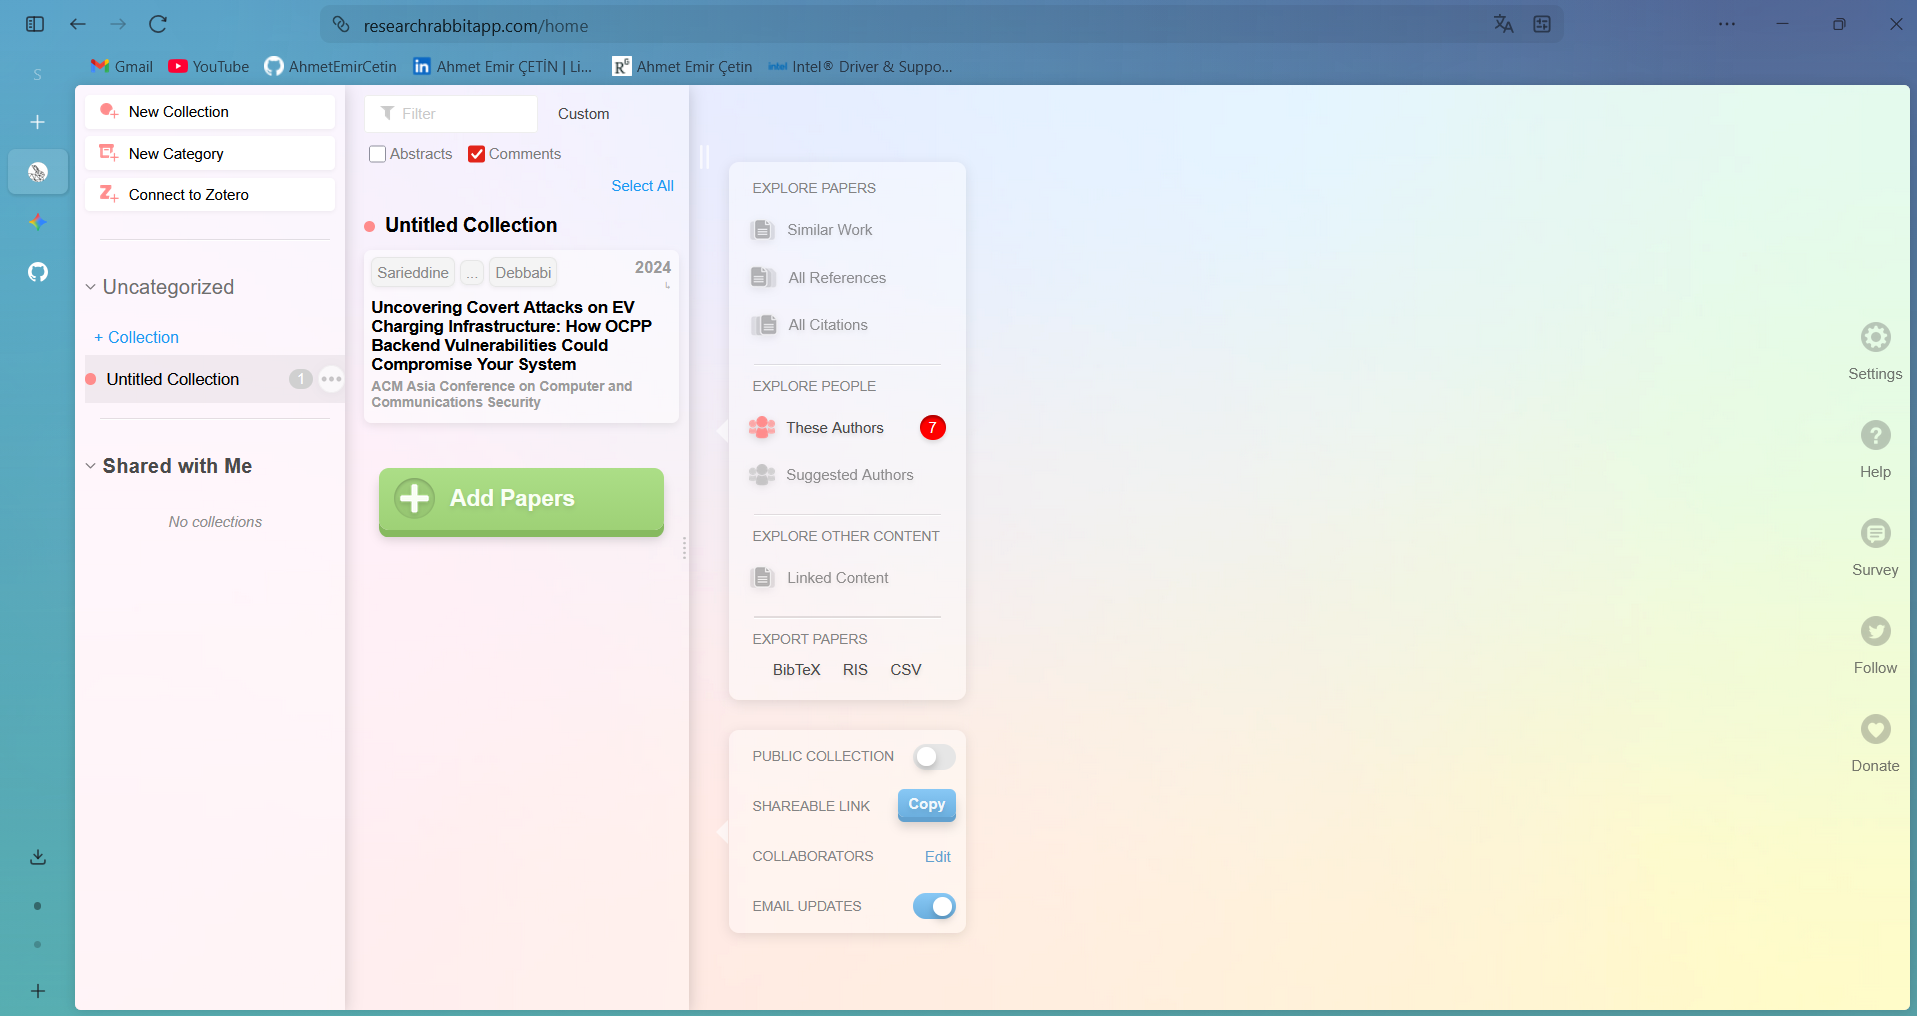 researchrabbitapp.com/home
Gmail
YouTube
AhmetEmirCetin
in Ahmet Emir ÇETİN | Li...
RG Ahmet Emir Çetin
intel Intel® Driver & Suppo...
S
New Collection
New Category
Connect to Zotero
Uncategorized
+ Collection
Untitled Collection 1
Shared with Me
No collections
Filter
Custom
Abstracts
Comments
Select All
Untitled Collection
Sarieddine ... Debbabi 2024
Uncovering Covert Attacks on EV
Charging Infrastructure: How OCPP
Backend Vulnerabilities Could
Compromise Your System
ACM Asia Conference on Computer and
Communications Security
Add Papers
EXPLORE PAPERS
Similar Work
All References
All Citations
EXPLORE PEOPLE
These Authors 7
Suggested Authors
EXPLORE OTHER CONTENT
Linked Content
EXPORT PAPERS
BibTeX RIS CSV
PUBLIC COLLECTION
SHAREABLE LINK Copy
COLLABORATORS Edit
EMAIL UPDATES
Settings
Help
Survey
Follow
Donate